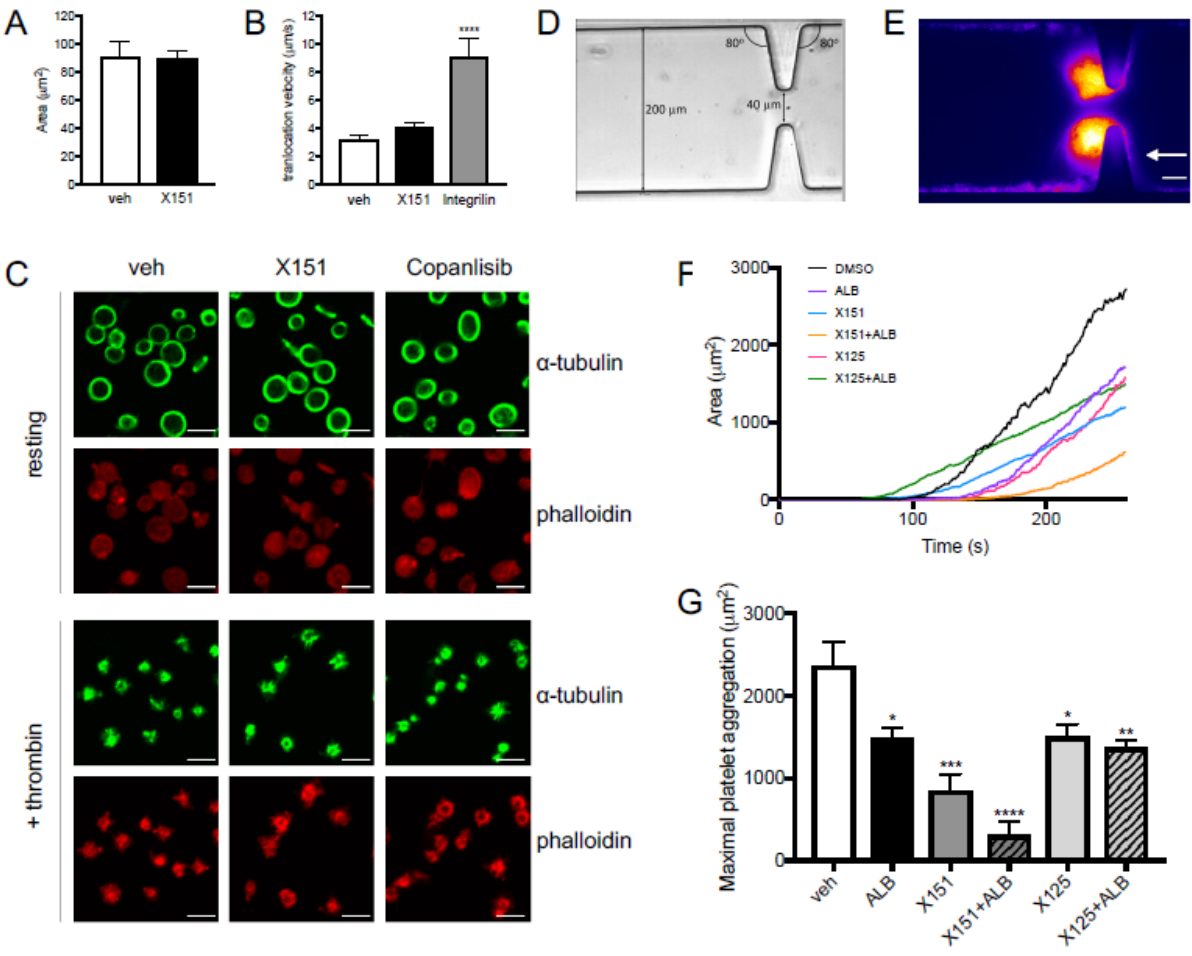 A
120
100
80
60
40
20
0
Area (μm²)
veh X151
B
12
10
8
6
4
2
0
tranlocation velocity (μm/s)
****
veh X151 Integrilin
D
80º 80º
200 μm
40 μm
E
C
veh X151 Copanlisib
resting
α-tubulin
phalloidin
+ thrombin
α-tubulin
phalloidin
F
3000
2000
1000
0
Area (μm²)
DMSO
ALB
X151
X151+ALB
X125
X125+ALB
0 100 200
Time (s)
G
3000
2000
1000
0
Maximal platelet aggregation (μm²)
* *** **** * **
veh ALB X151 X151+ALB X125 X125+ALB